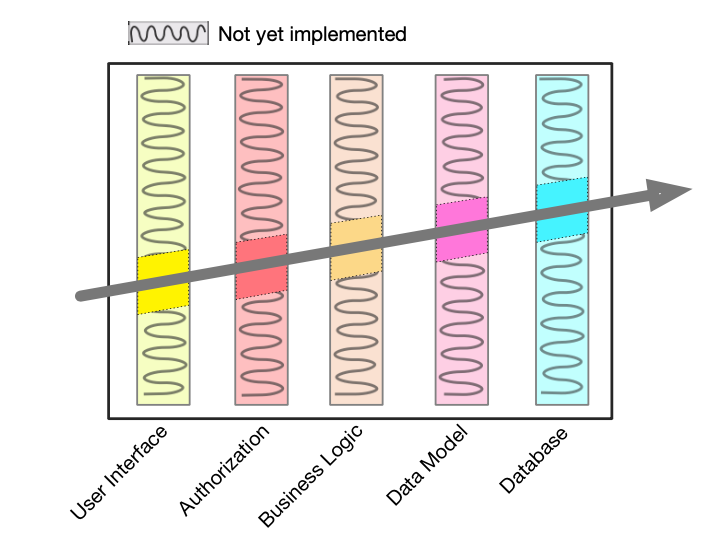 Not yet implemented
User Interface
Authorization
Business Logic
Data Model
Database